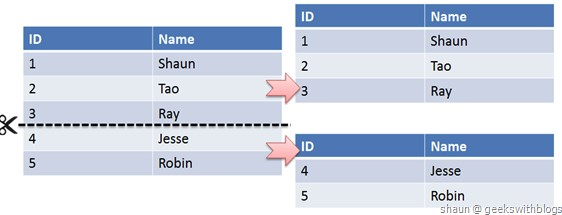 ID Name
1 Shaun
2 Tao
3 Ray
4 Jesse
5 Robin
ID Name
1 Shaun
2 Tao
3 Ray
ID Name
4 Jesse
5 Robin
shaun @ geekswithblogs